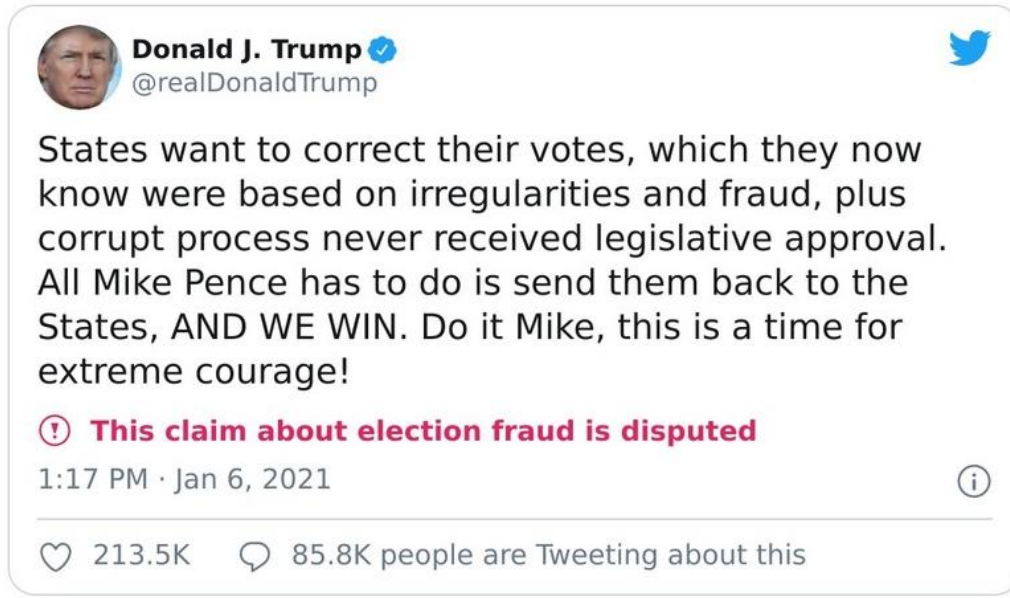 Donald J. Trump
@realDonaldTrump
States want to correct their votes, which they now
know were based on irregularities and fraud, plus
corrupt process never received legislative approval.
All Mike Pence has to do is send them back to the
States, AND WE WIN. Do it Mike, this is a time for
extreme courage!
This claim about election fraud is disputed
1:17 PM · Jan 6, 2021
213.5K 85.8K people are Tweeting about this